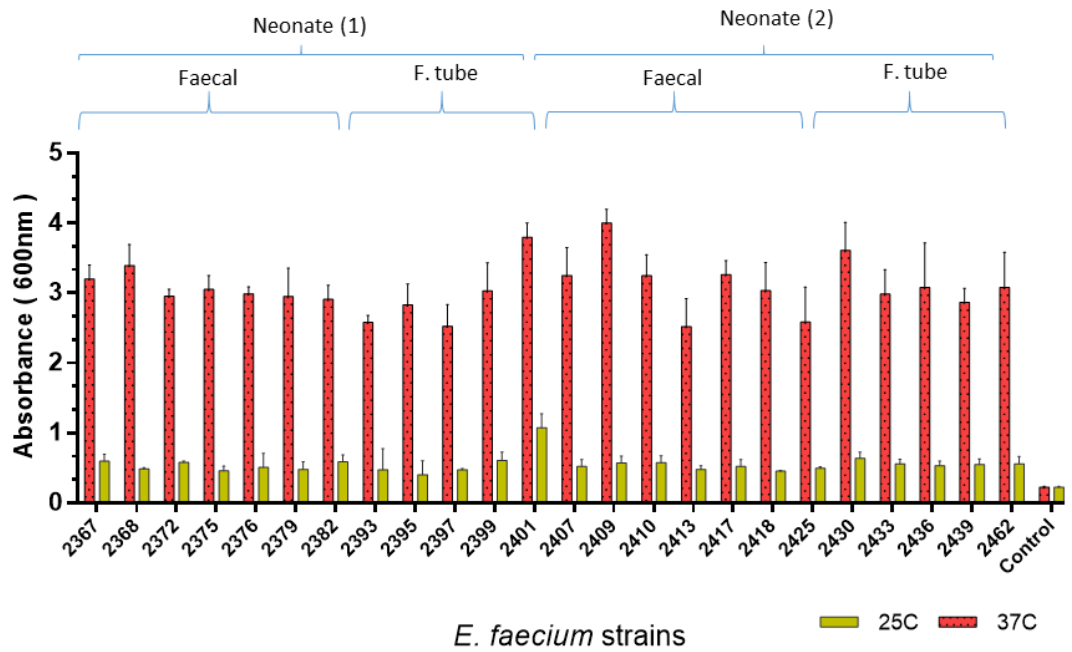 Neonate (1) Neonate (2)
Faecal F. tube Faecal F. tube
Absorbance ( 600nm)
5
4
3
2
1
0
2367 2368 2372 2375 2376 2379 2382 2393 2395 2397 2399 2401 2407 2409 2410 2413 2417 2418 2425 2430 2433 2436 2439 2462 Control
25C 37C
E. faecium strains